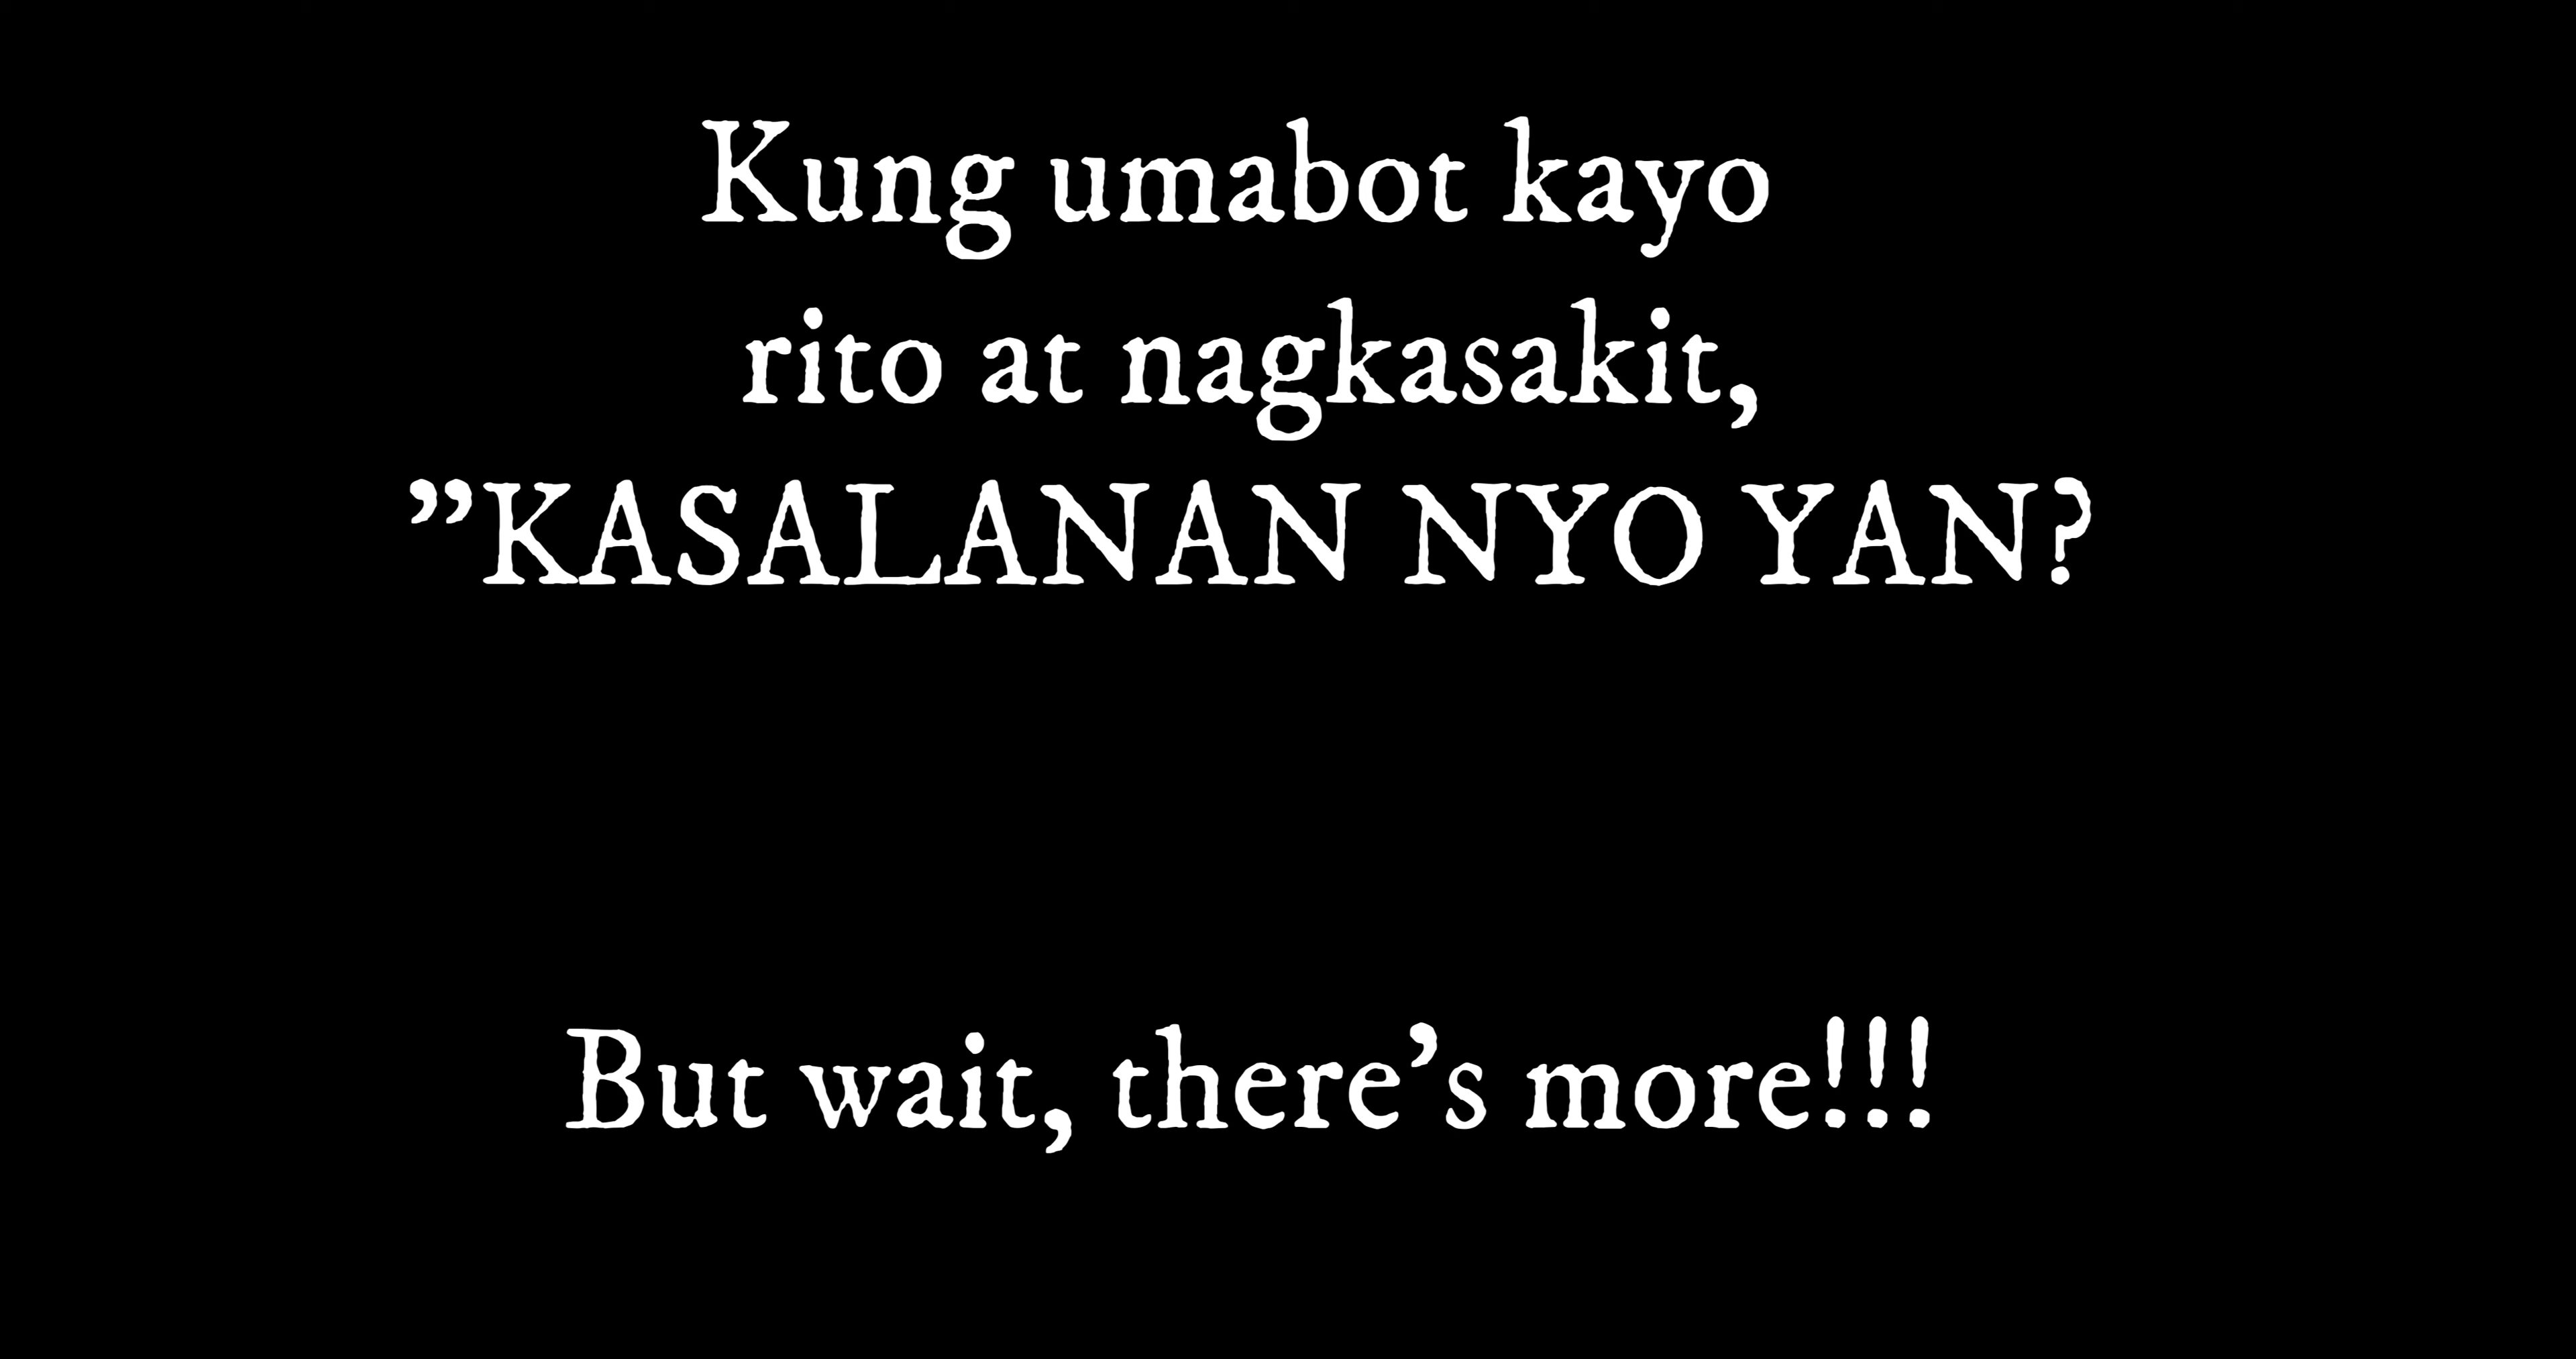 Kung umabot kayo
rito at nagkasakit,
”KASALANAN NYO YAN?
But wait, there’s more!!!